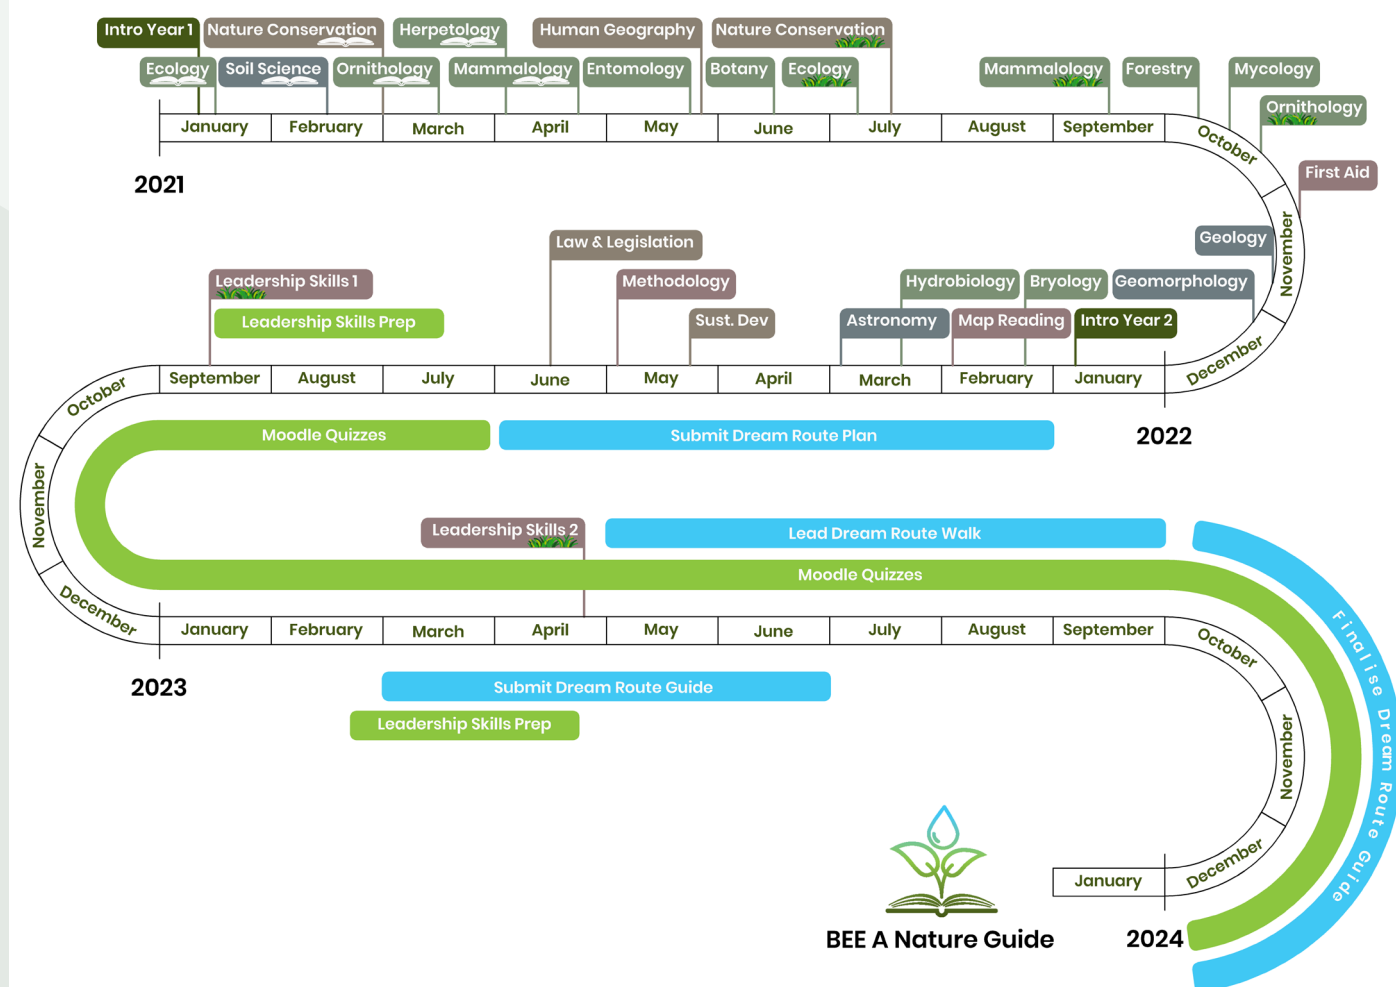 Intro Year 1
Nature Conservation
Herpetology
Human Geography
Nature Conservation
Ecology
Soil Science
Ornithology
Mammalology
Entomology
Botany
Ecology
Mammalology
Forestry
Mycology
Ornithology
January
February
March
April
May
June
July
August
September
October
2021
First Aid
November
Geology
Law & Legislation
Leadership Skills 1
Methodology
Hydrobiology
Bryology
Geomorphology
Leadership Skills Prep
Sust. Dev
Astronomy
Map Reading
Intro Year 2
December
October
September
August
July
June
May
April
March
February
January
2022
Moodle Quizzes
Submit Dream Route Plan
November
Leadership Skills 2
Lead Dream Route Walk
Moodle Quizzes
December
January
February
March
April
May
June
July
August
September
October
2023
Submit Dream Route Guide
Leadership Skills Prep
Finalise Dream Route Guide
November
December
January
2024
BEE A Nature Guide